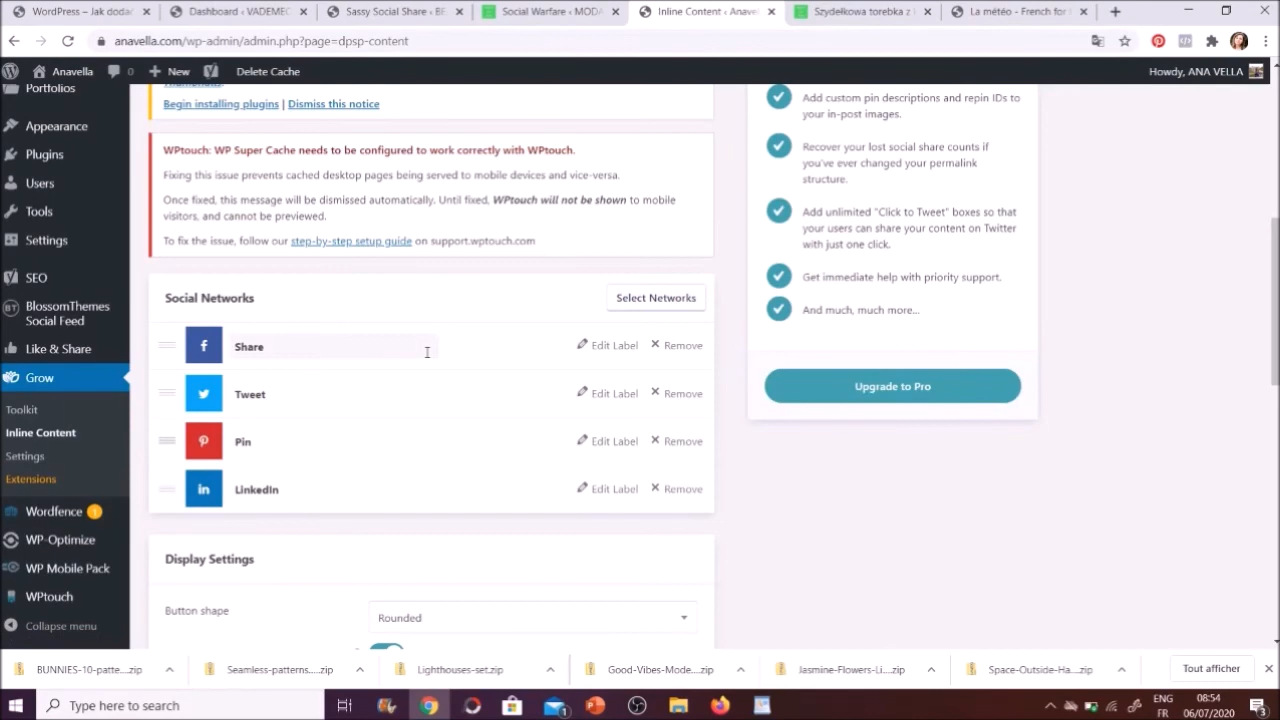 WordPress – Jak dodać
Dashboard ‹ VADEMEC
Sassy Social Share ‹ BE
Social Warfare ‹ MODA
Inline Content ‹ Anavel
Szydełkowa torebka z
La météo - French for
anavella.com/wp-admin/admin.php?page=dpsp-content
Anavella
0
New
Delete Cache
Howdy, ANA VELLA
Portfolios
Appearance
Plugins
Users
Tools
Settings
SEO
BlossomThemes
Social Feed
Like & Share
Grow
Toolkit
Inline Content
Settings
Extensions
Wordfence 1
WP-Optimize
WP Mobile Pack
WPtouch
Collapse menu
Begin installing plugins | Dismiss this notice
WPtouch: WP Super Cache needs to be configured to work correctly with WPtouch.
Fixing this issue prevents cached desktop pages being served to mobile devices and vice-versa.
Once fixed, this message will be dismissed automatically. Until fixed, WPtouch will not be shown to mobile
visitors, and cannot be previewed.
To fix the issue, follow our step-by-step setup guide on support.wptouch.com
Social Networks
Select Networks
Share
Edit Label
Remove
Tweet
Edit Label
Remove
Pin
Edit Label
Remove
LinkedIn
Edit Label
Remove
Display Settings
Button shape
Rounded
Add custom pin descriptions and repin IDs to
your in-post images.
Recover your lost social share counts if
you've ever changed your permalink
structure.
Add unlimited "Click to Tweet" boxes so that
your users can share your content on Twitter
with just one click.
Get immediate help with priority support.
And much, much more...
Upgrade to Pro
BUNNIES-10-patte....zip
Seamless-patterns....zip
Lighthouses-set.zip
Good-Vibes-Mode....zip
Jasmine-Flowers-Li....zip
Space-Outside-Ha....zip
Tout afficher
Type here to search
ENG
FR
08:54
06/07/2020
3